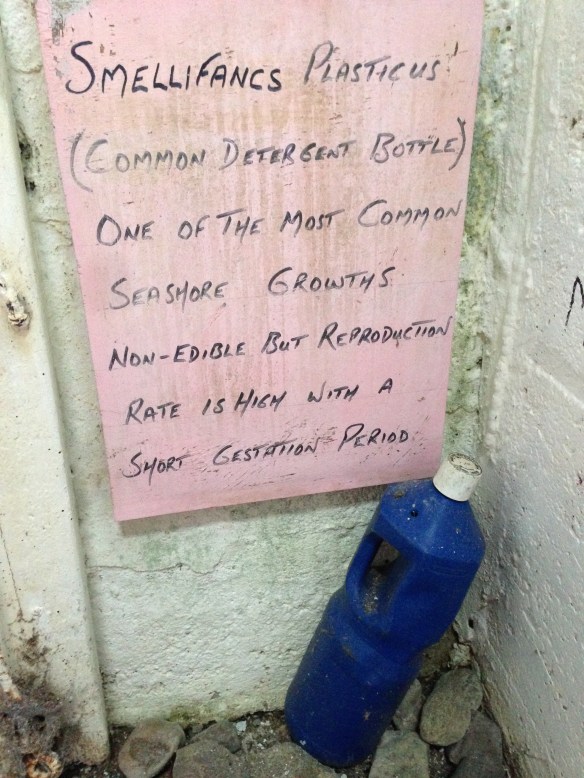 SMELLIFANCS PLASTICUS
(COMMON DETERGENT BOTTLE)
ONE OF THE MOST COMMON
SEASHORE GROWTHS
NON-EDIBLE BUT REPRODUCTION
RATE IS HIGH WITH A
SHORT GESTATION PERIOD